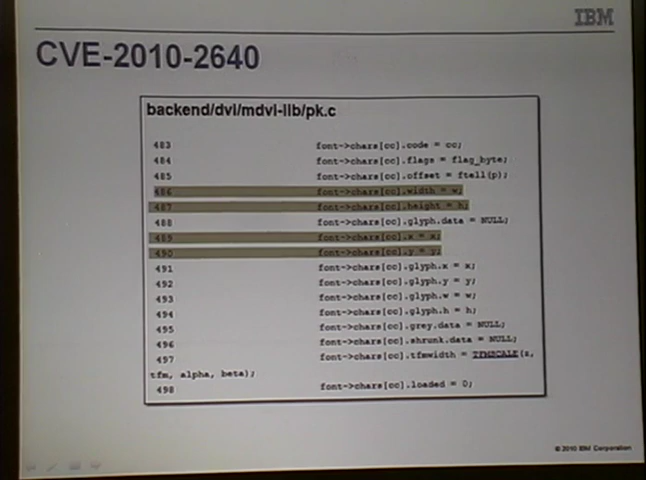 IBM
CVE-2010-2640
backend/dvi/mdvi-lib/pk.c
483 font->chars[cc].code = cc;
484 font->chars[cc].flags = flag_byte;
485 font->chars[cc].offset = ftell(p);
486 font->chars[cc].width = w;
487 font->chars[cc].height = h;
488 font->chars[cc].glyph.data = NULL;
489 font->chars[cc].x = x;
490 font->chars[cc].y = y;
491 font->chars[cc].glyph.x = x;
492 font->chars[cc].glyph.y = y;
493 font->chars[cc].glyph.w = w;
494 font->chars[cc].glyph.h = h;
495 font->chars[cc].grey.data = NULL;
496 font->chars[cc].shrunk.data = NULL;
497 font->chars[cc].tfmwidth = TFMSCALE(z,
tfm, alpha, beta);
498 font->chars[cc].loaded = 0;
© 2010 IBM Corporation